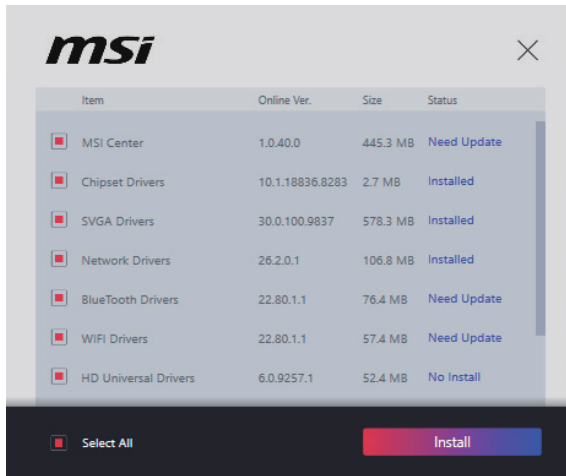 msi
Item Online Ver. Size Status
MSI Center 1.0.40.0 445.3 MB Need Update
Chipset Drivers 10.1.18836.8283 2.7 MB Installed
SVGA Drivers 30.0.100.9837 578.3 MB Installed
Network Drivers 26.2.0.1 106.8 MB Installed
BlueTooth Drivers 22.80.1.1 76.4 MB Need Update
WIFI Drivers 22.80.1.1 57.4 MB Need Update
HD Universal Drivers 6.0.9257.1 52.4 MB No Install
Select All Install